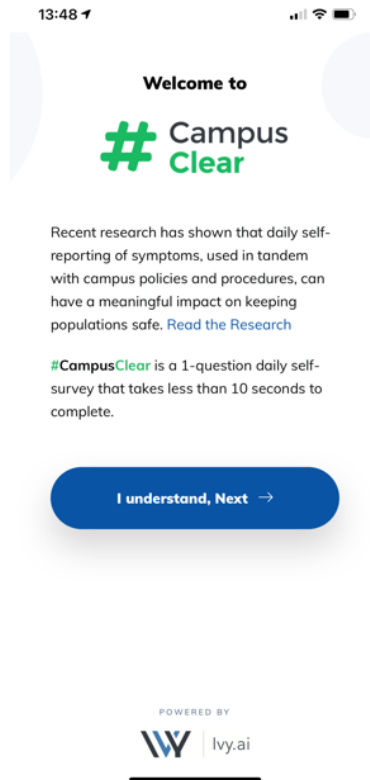 13:48
Welcome to
# Campus
Clear
Recent research has shown that daily self-
reporting of symptoms, used in tandem
with campus policies and procedures, can
have a meaningful impact on keeping
populations safe. Read the Research
#CampusClear is a 1-question daily self-
survey that takes less than 10 seconds to
complete.
I understand, Next →
POWERED BY
Ivy.ai